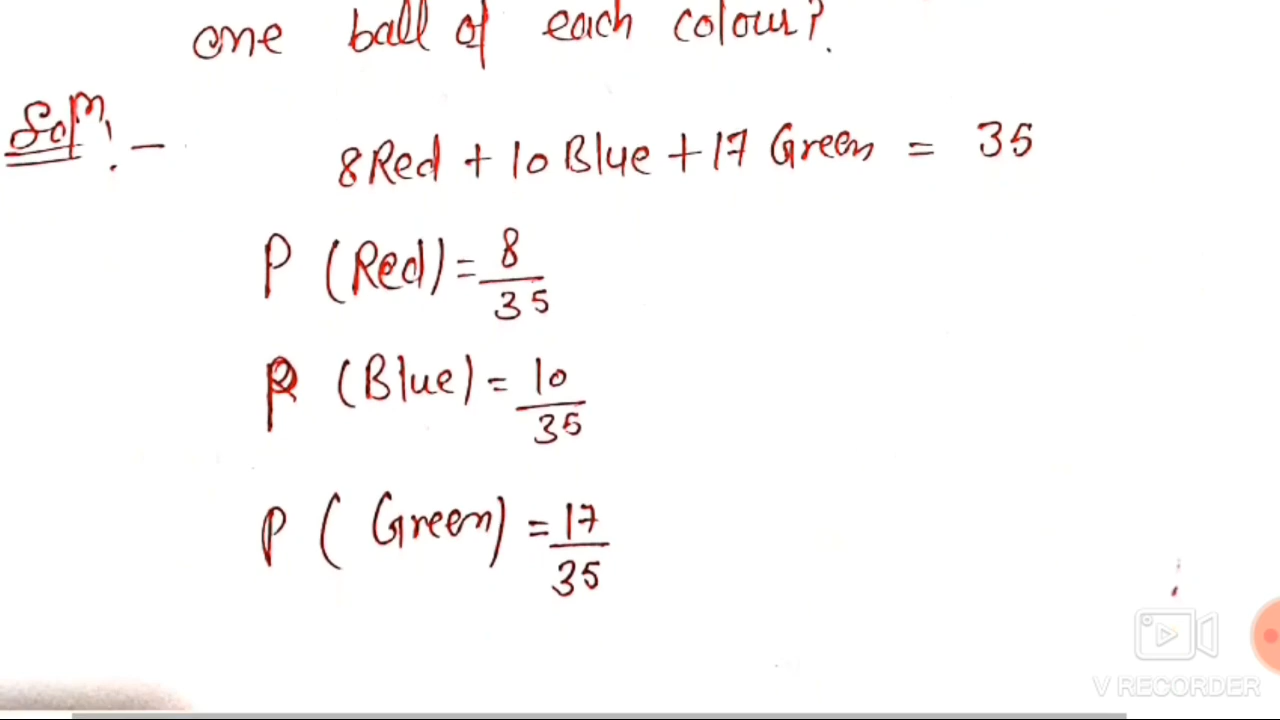 one ball of each colour?
Soln: -
8 Red + 10 Blue + 17 Green = 35
P (Red) = 8/35
P (Blue) = 10/35
P (Green) = 17/35
V RECORDER